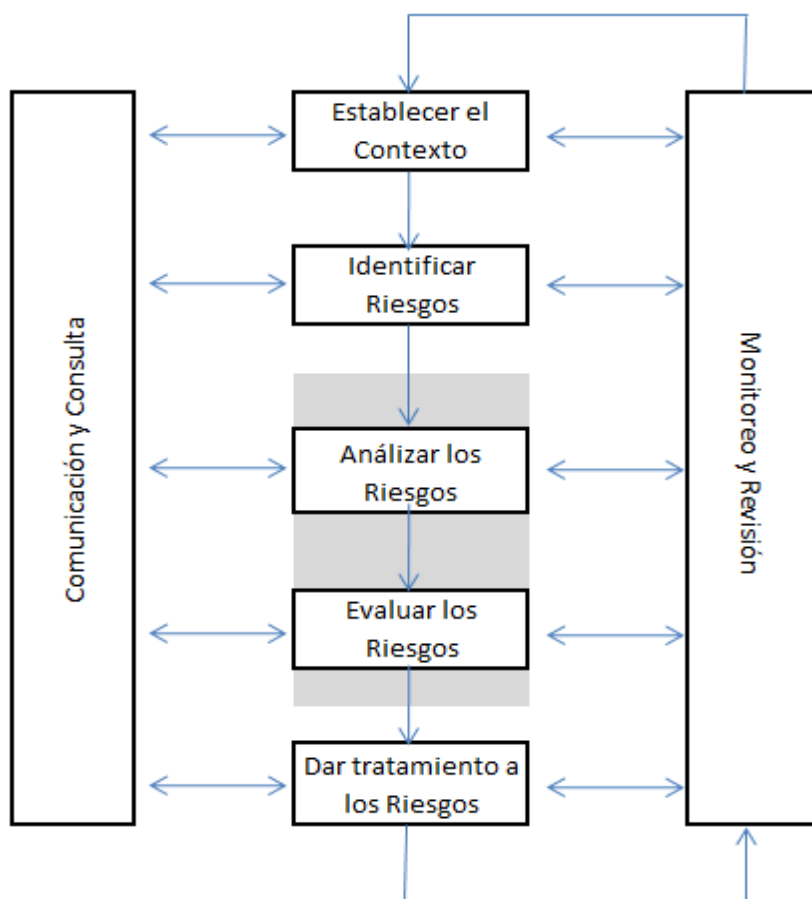 Comunicación y Consulta
Establecer el
Contexto
Identificar
Riesgos
Análizar los
Riesgos
Evaluar los
Riesgos
Dar tratamiento a
los Riesgos
Monitoreo y Revisión